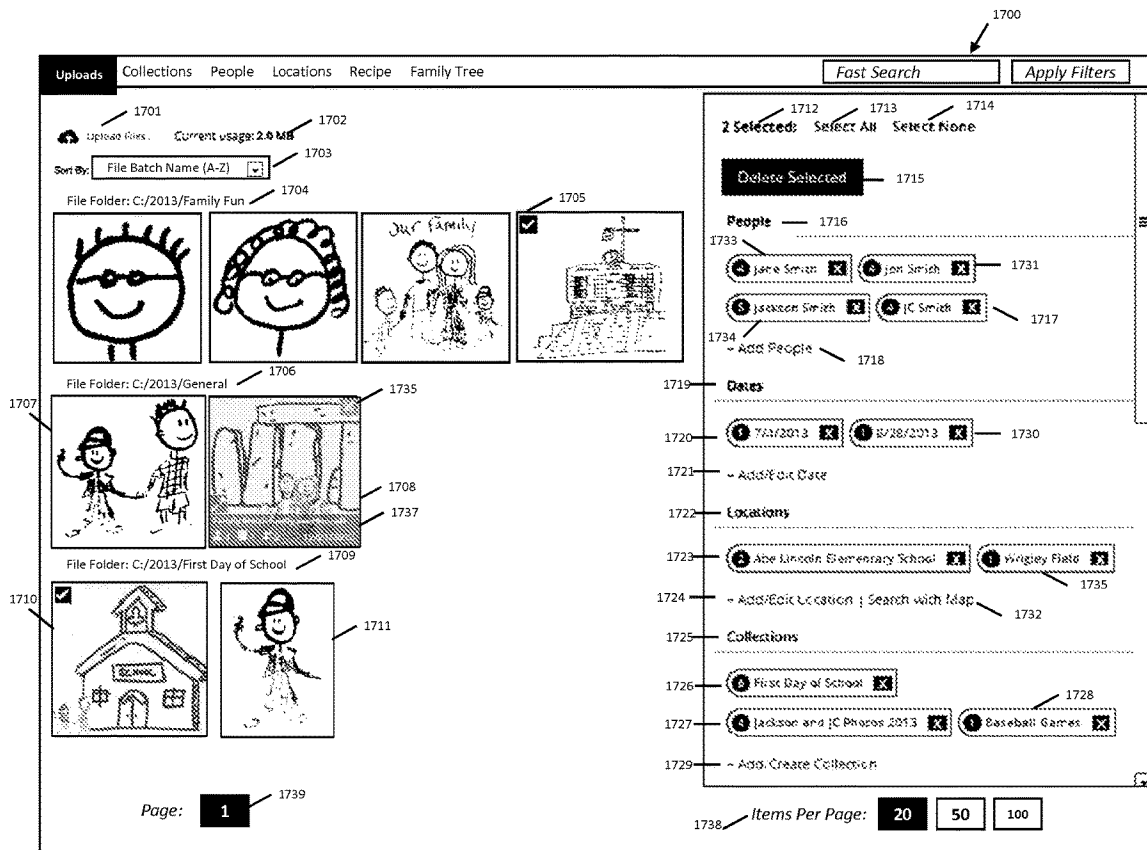 1700
Uploads Collections People Locations Recipe Family Tree Fast Search Apply Filters
1701
1702
1712 1713 1714
Upload Files Current Usage: 2.0 MB
2 Selected: Select All Select None
1703
Sort By: File Batch Name (A-Z)
Delete Selected 1715
1704
File Folder: C:/2013/Family Fun
1705
People 1716
our family
1733
Jane Smith X Jon Smith X 1731
Jackson Smith X JC Smith X 1717
1734
+ Add People 1718
1706
File Folder: C:/2013/General
1735
1719 Dates
1707
1720 7/1/2013 X 8/28/2013 X 1730
1721 + Add/Edit Date
1708
1737
1722 Locations
1709
File Folder: C:/2013/First Day of School
1723 2 Abe Lincoln Elementary School X 1 Wrigley Field X
1735
1710
1711
1724 + Add/Edit Location | Search with Map 1732
1725 Collections
SCHOOL
1726 First Day of School X
1728
1727 Jackson and JC Photos 2013 X 1 Baseball Games X
1729 + Add/Create Collection
1739
Page: 1
1738 Items Per Page: 20 50 100